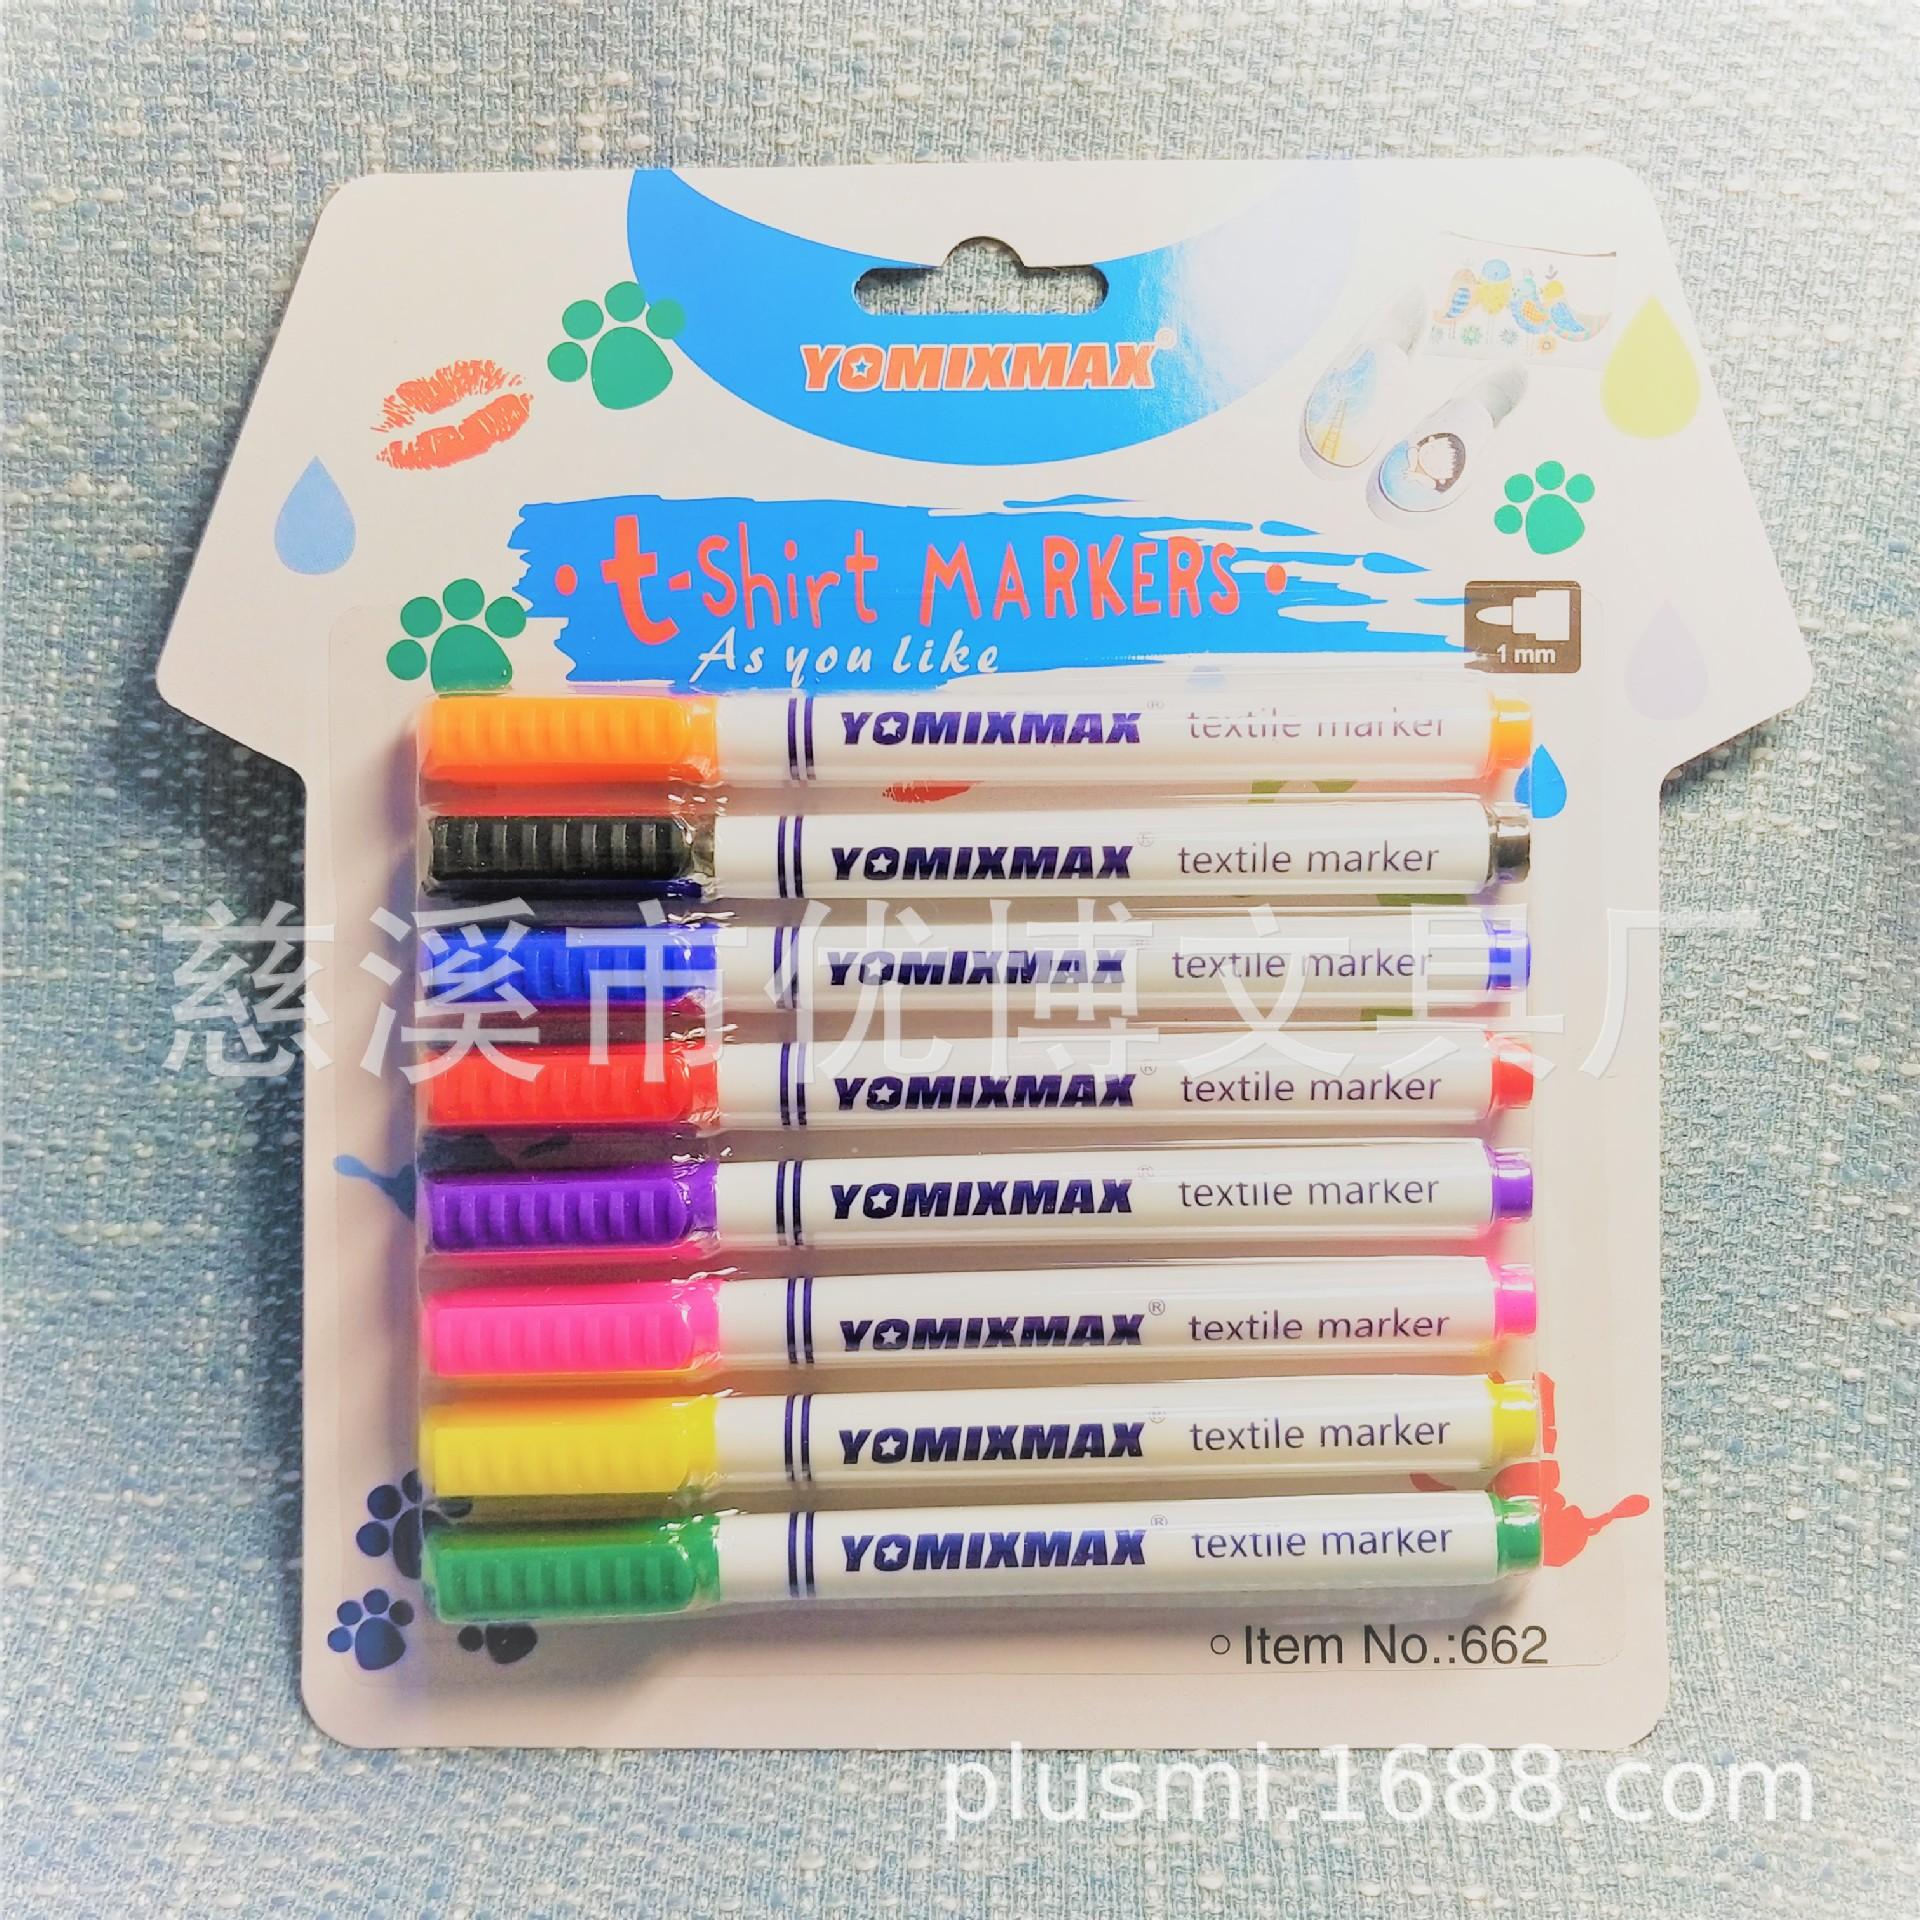 YOMIXMAX®
t-shirt MARKERS
As you like
1 mm
YOMIXMAX® textile marker
YOMIXMAX® textile marker
慈溪市优博文具厂
YOMIXMAX textile marker
YOMIXMAX® textile marker
YOMIXMAX® textile marker
YOMIXMAX® textile marker
YOMIXMAX® textile marker
YOMIXMAX® textile marker
Item No.:662
plusmi.1688.com